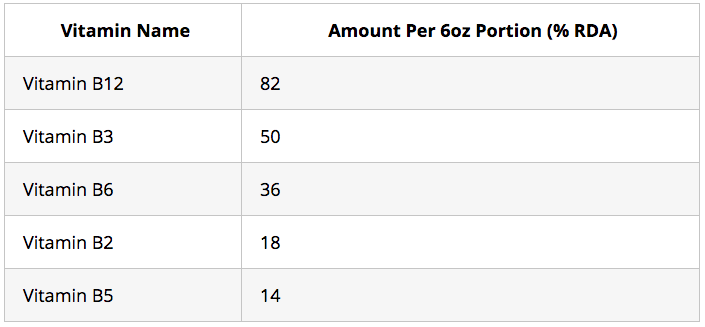 Vitamin Name Amount Per 6oz Portion (% RDA)
Vitamin B12 82
Vitamin B3 50
Vitamin B6 36
Vitamin B2 18
Vitamin B5 14